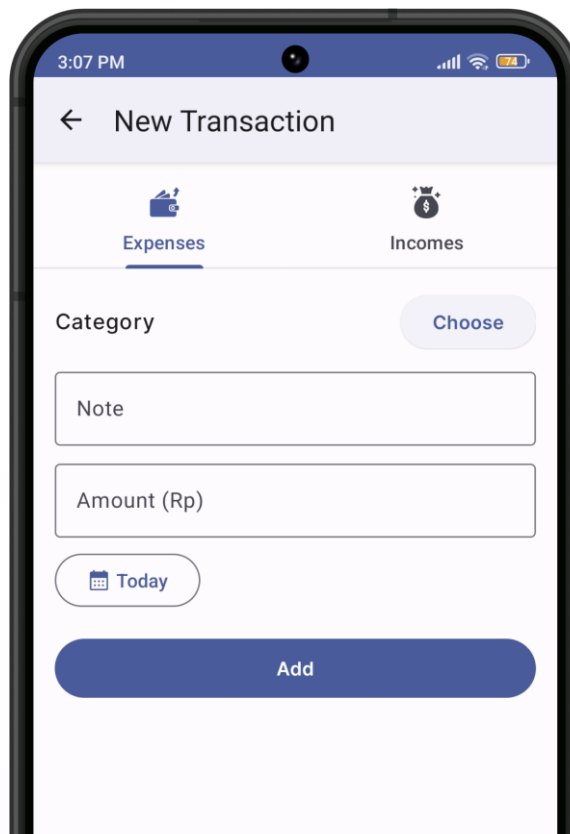 3:07 PM 74
New Transaction
Expenses Incomes
Category Choose
Note
Amount (Rp)
Today
Add